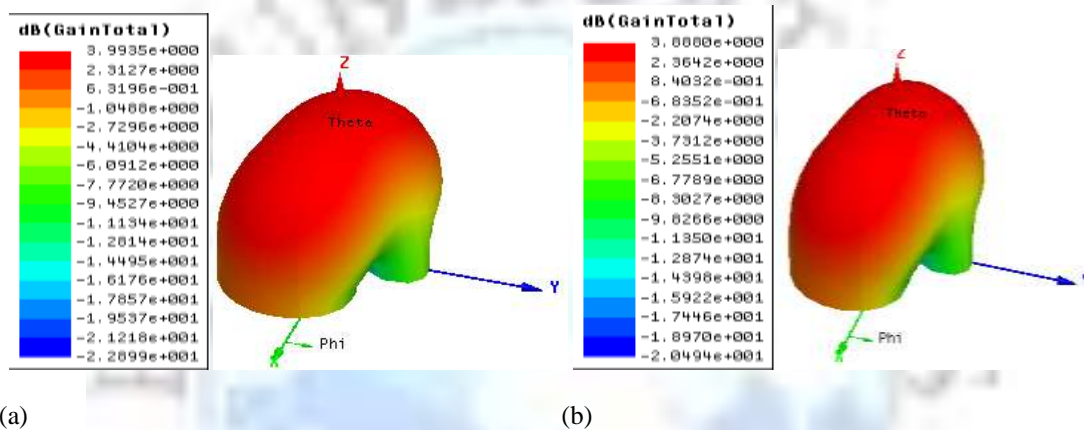 dB(GainTotal)
3.9935e+000
2.3127e+000
6.3196e-001
-1.0488e+000
-2.7296e+000
-4.4104e+000
-6.0912e+000
-7.7720e+000
-9.4527e+000
-1.1134e+001
-1.2814e+001
-1.4495e+001
-1.6176e+001
-1.7857e+001
-1.9537e+001
-2.1218e+001
-2.2899e+001
Z
Theta
Y
Phi
X
(a)
dB(GainTotal)
3.8880e+000
2.3642e+000
8.4032e-001
-6.8352e-001
-2.2074e+000
-3.7312e+000
-5.2551e+000
-6.7789e+000
-8.3027e+000
-9.8266e+000
-1.1350e+001
-1.2874e+001
-1.4398e+001
-1.5922e+001
-1.7446e+001
-1.8970e+001
-2.0494e+001
Z
Theta
Phi
X
(b)